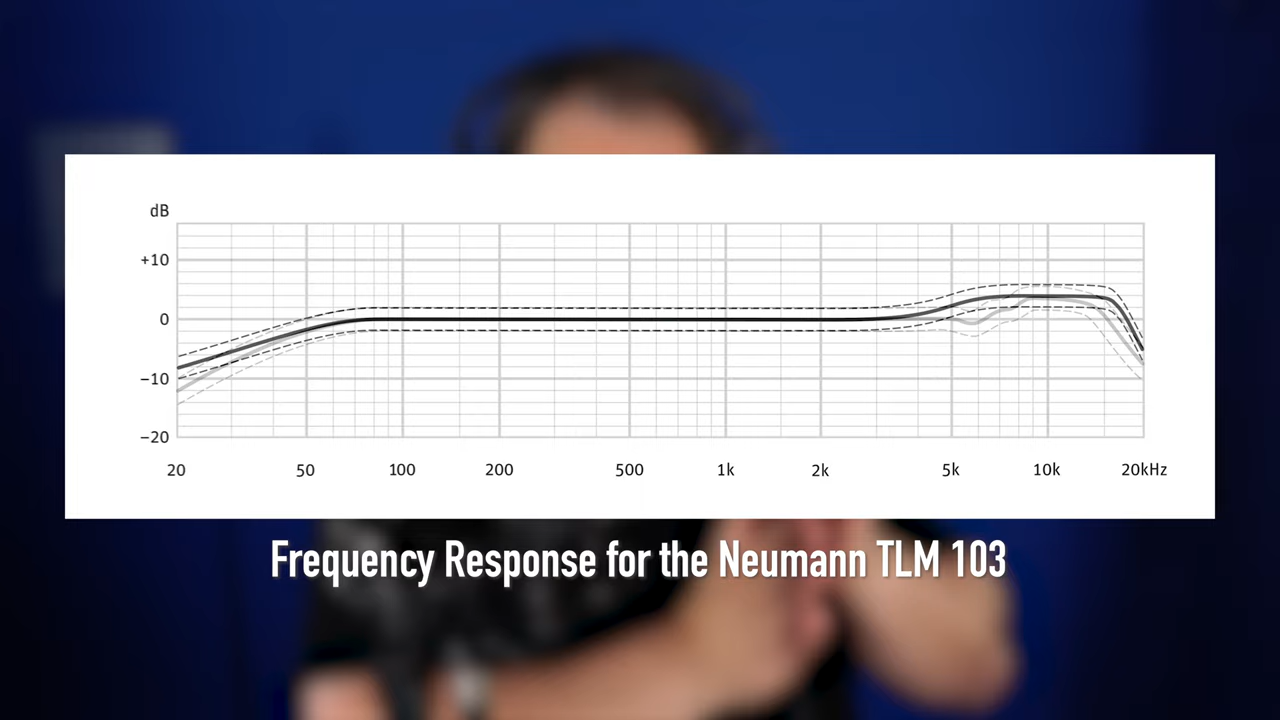 dB
+10
0
−10
−20
20 50 100 200 500 1k 2k 5k 10k 20kHz
Frequency Response for the Neumann TLM 103